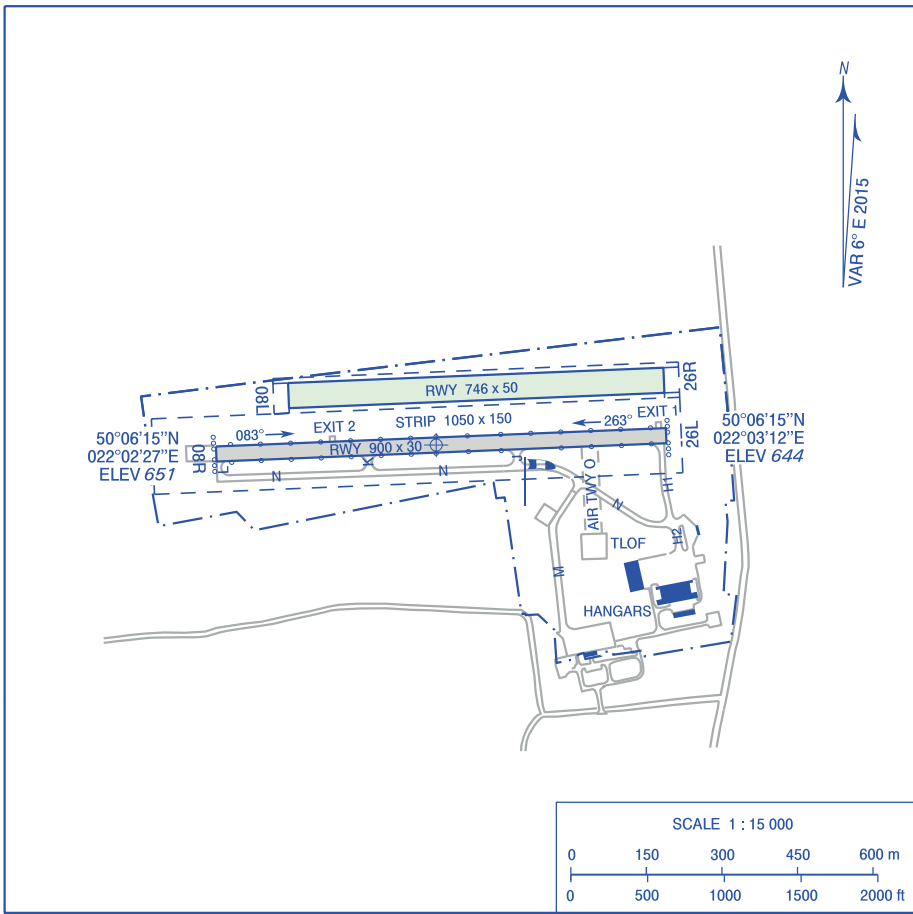 N
VAR 6° E 2015
RWY 746 x 50
08L
26R
STRIP 1050 x 150
EXIT 1
EXIT 2
083°
263°
50°06'15"N
022°02'27"E
ELEV 651
50°06'15"N
022°03'12"E
ELEV 644
RWY 900 x 30
08R
26L
L
K
J
N
N
N
H1
H2
AIR TWY O
TLOF
M
HANGARS
SCALE 1 : 15 000
0 150 300 450 600 m
0 500 1000 1500 2000 ft